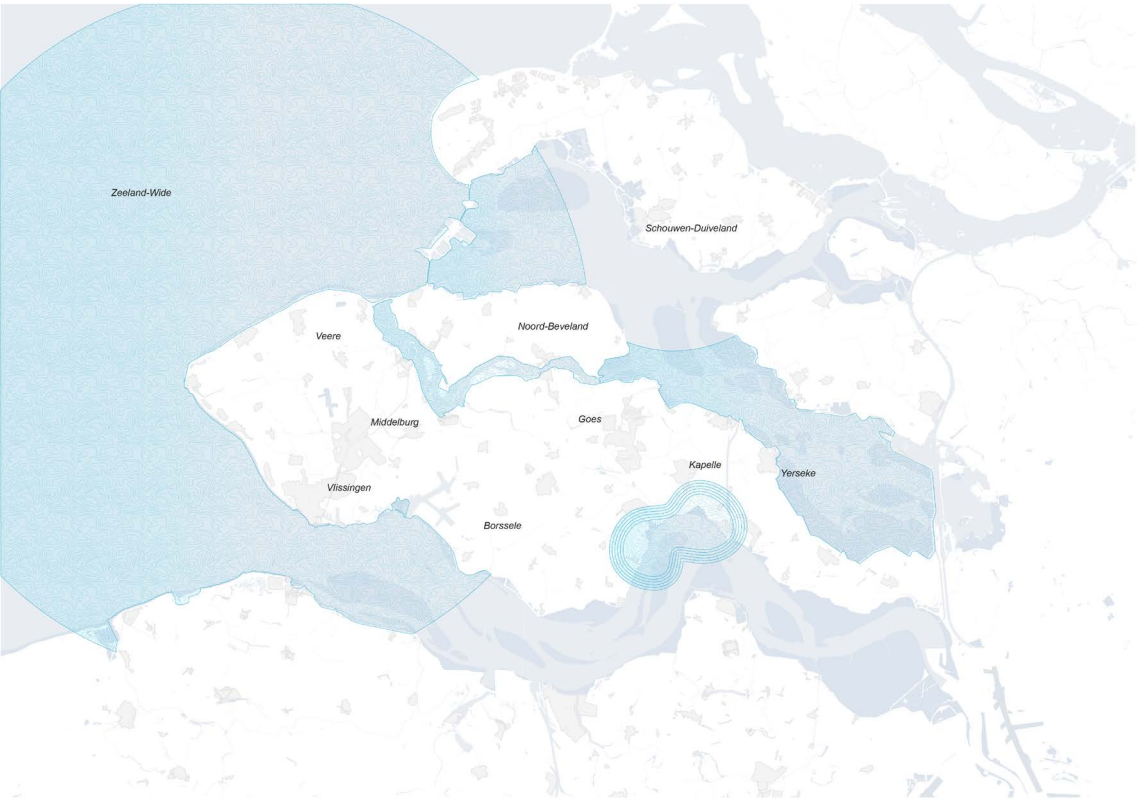 Zeeland-Wide
Schouwen-Duiveland
Noord-Beveland
Veere
Goes
Middelburg
Kapelle
Yerseke
Vlissingen
Borssele